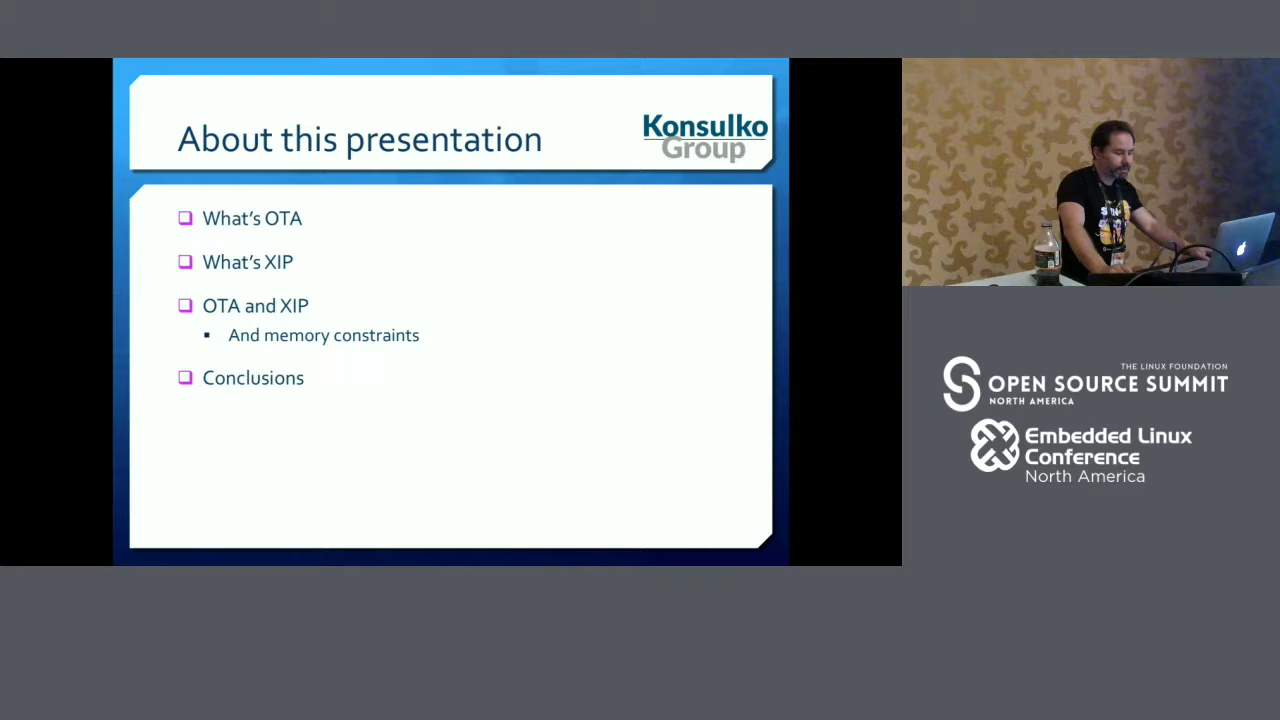 About this presentation
Konsulko
Group
What's OTA
What's XIP
OTA and XIP
And memory constraints
Conclusions
THE LINUX FOUNDATION
OPEN SOURCE SUMMIT
NORTH AMERICA
Embedded Linux
Conference
North America